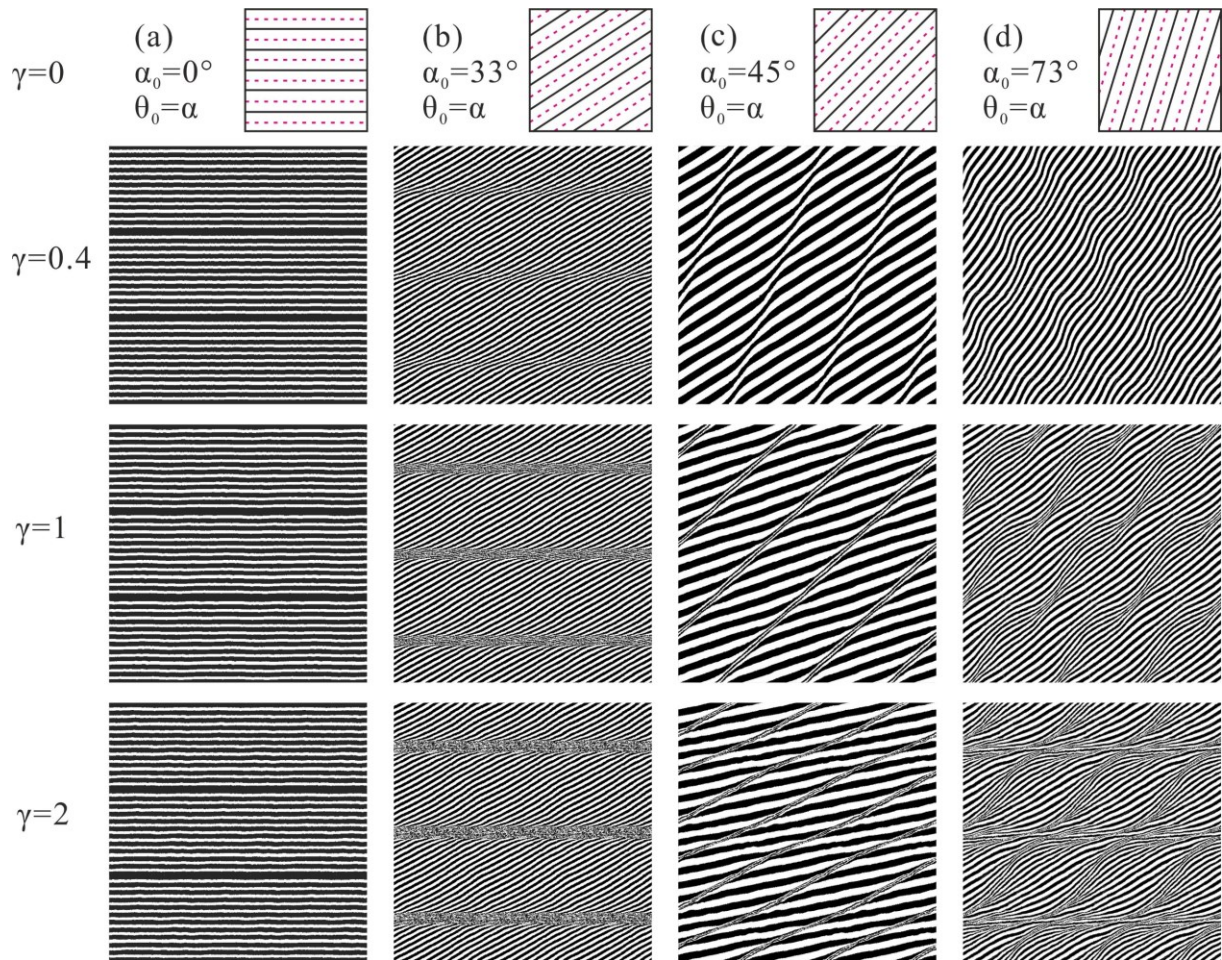 γ=0
(a)
α₀=0°
θ₀=α
(b)
α₀=33°
θ₀=α
(c)
α₀=45°
θ₀=α
(d)
α₀=73°
θ₀=α
γ=0.4
γ=1
γ=2